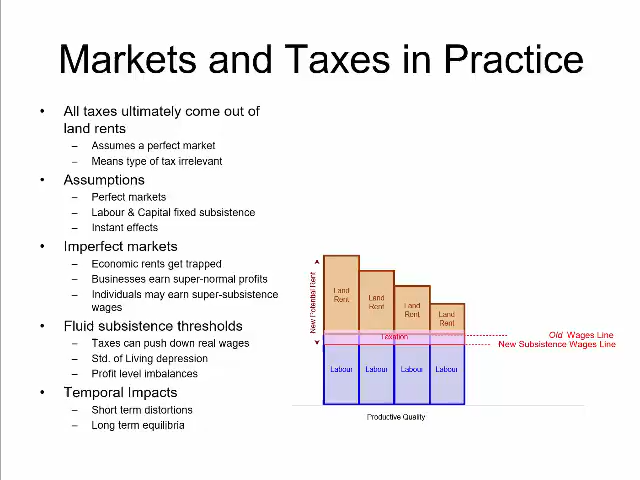 Markets and Taxes in Practice
• All taxes ultimately come out of
land rents
– Assumes a perfect market
– Means type of tax irrelevant
• Assumptions
– Perfect markets
– Labour & Capital fixed subsistence
– Instant effects
• Imperfect markets
– Economic rents get trapped
– Businesses earn super-normal profits
– Individuals may earn super-subsistence
wages
• Fluid subsistence thresholds
– Taxes can push down real wages
– Std. of Living depression
– Profit level imbalances
• Temporal Impacts
– Short term distortions
– Long term equilibria
New Potential Rent
Land
Rent
Land
Rent
Land
Rent
Land
Rent
Taxation
Old Wages Line
New Subsistence Wages Line
Labour
Labour
Labour
Labour
Productive Quality